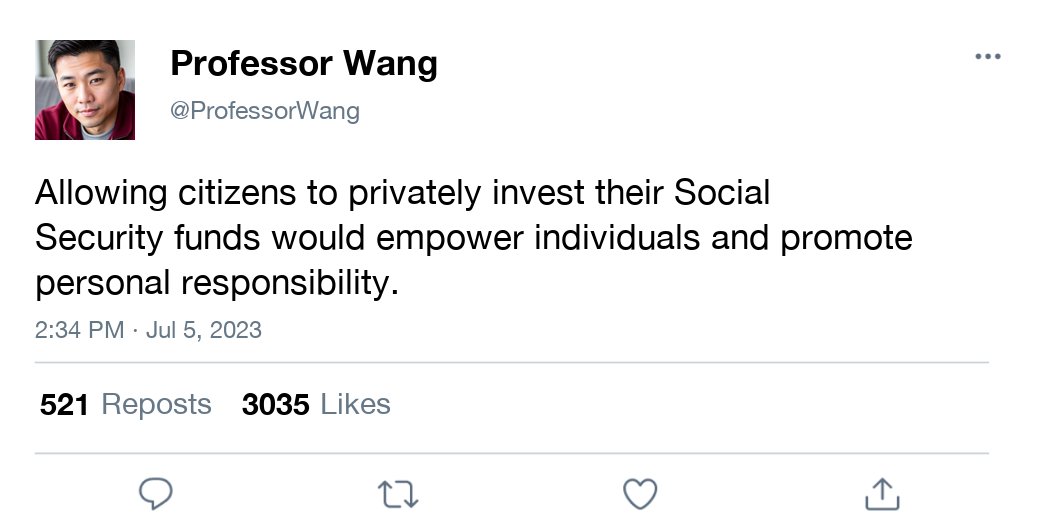 Professor Wang
@ProfessorWang
Allowing citizens to privately invest their Social
Security funds would empower individuals and promote
personal responsibility.
2:34 PM · Jul 5, 2023
521 Reposts 3035 Likes